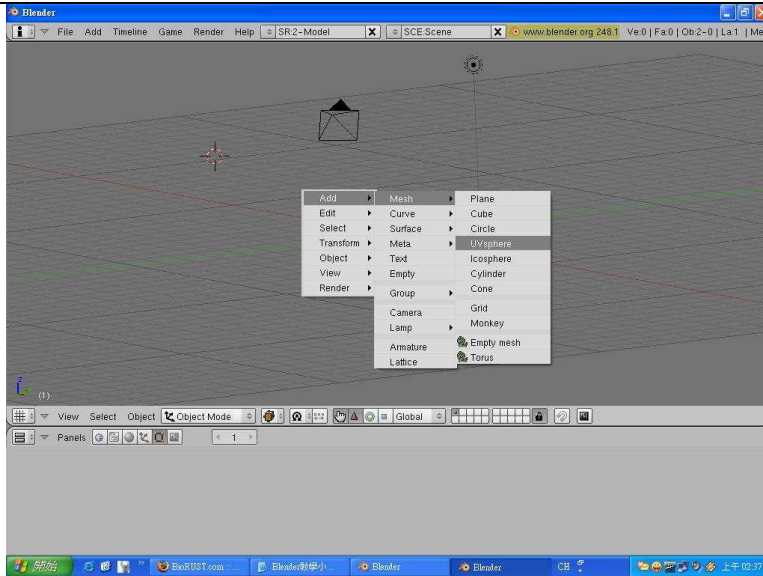 Blender
File Add Timeline Game Render Help SR:2-Model X SCE:Scene X www.blender.org 248.1 Ve:0 | Fa:0 | Ob:2-0 | La:1 | Me
Add
Edit
Select
Transform
Object
View
Render
Mesh
Curve
Surface
Meta
Text
Empty
Group
Camera
Lamp
Armature
Lattice
Plane
Cube
Circle
UVsphere
Icosphere
Cylinder
Cone
Grid
Monkey
Empty mesh
Torus
z
(1)
View Select Object Object Mode Global
Panels 1
開始 BioRUST.com :: ... Blender教學小... Blender Blender CH 上午 02:37